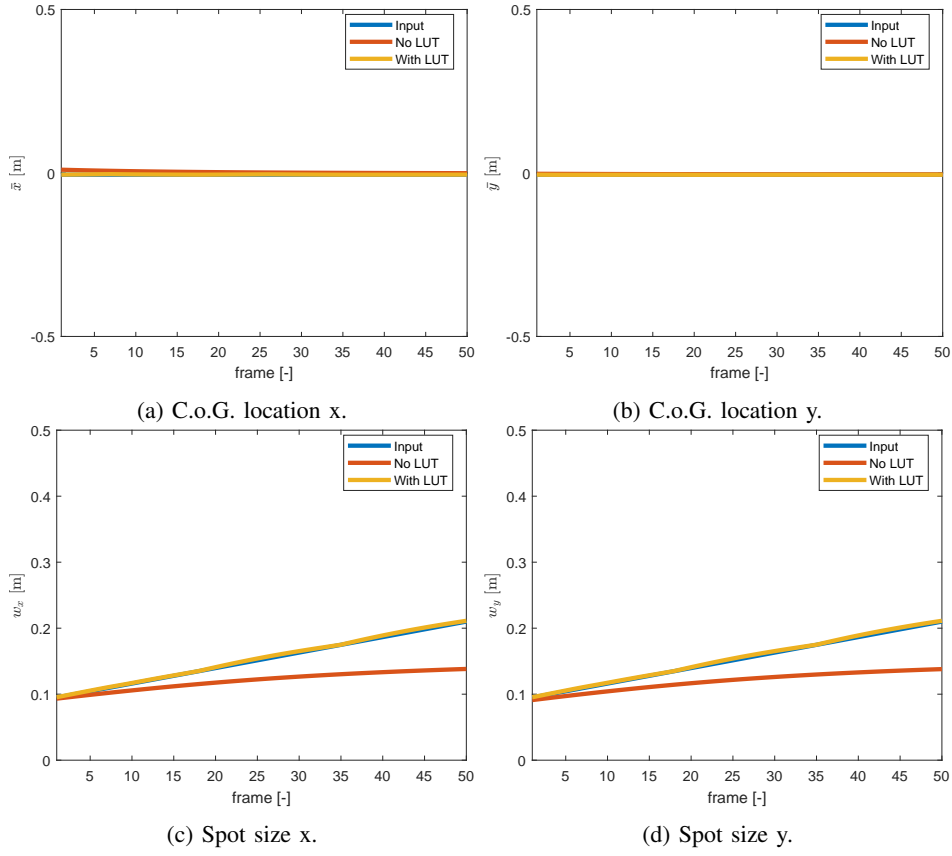 0.5
0
-0.5
x̄ [m]
Input
No LUT
With LUT
5 10 15 20 25 30 35 40 45 50
frame [-]
(a) C.o.G. location x.
0.5
0
-0.5
ȳ [m]
Input
No LUT
With LUT
5 10 15 20 25 30 35 40 45 50
frame [-]
(b) C.o.G. location y.
0.5
0.4
0.3
0.2
0.1
0
w_x [m]
Input
No LUT
With LUT
5 10 15 20 25 30 35 40 45 50
frame [-]
(c) Spot size x.
0.5
0.4
0.3
0.2
0.1
0
w_y [m]
Input
No LUT
With LUT
5 10 15 20 25 30 35 40 45 50
frame [-]
(d) Spot size y.